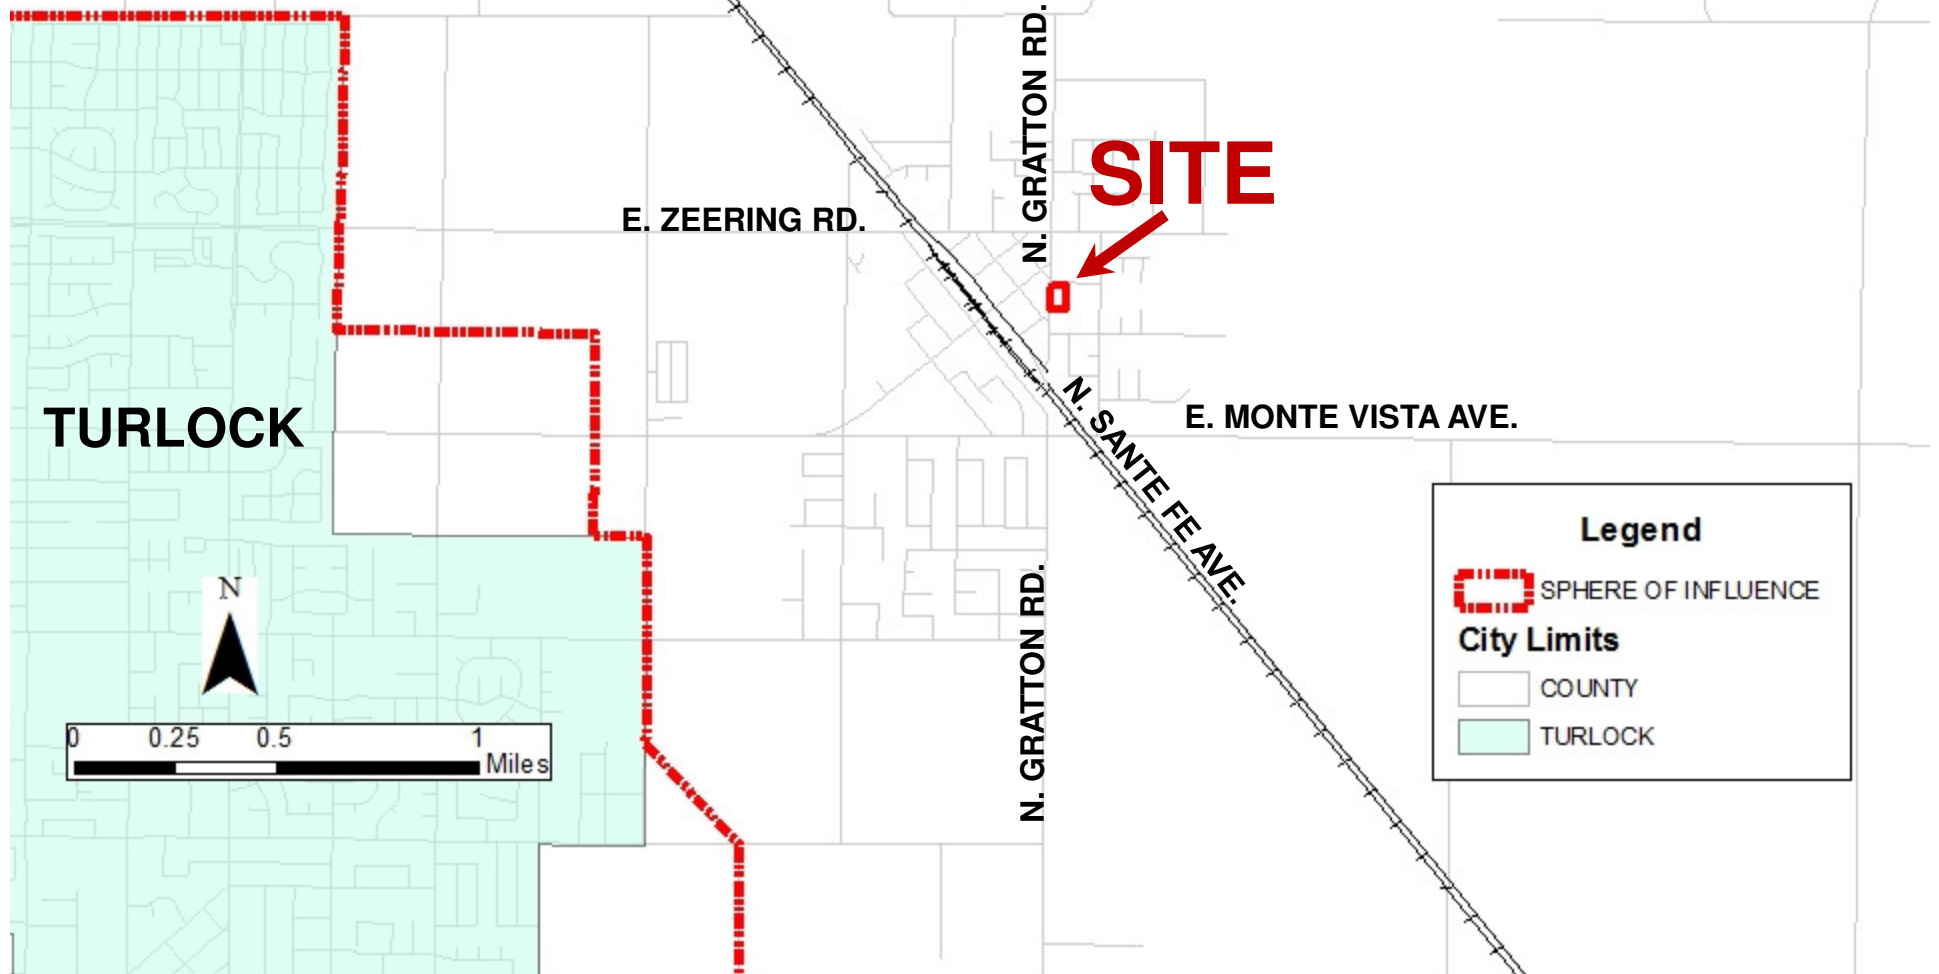 N. GRATTON RD.
SITE
E. ZEERING RD.
TURLOCK
E. MONTE VISTA AVE.
N. SANTE FE AVE.
N. GRATTON RD.
N
0 0.25 0.5 1
Miles
Legend
SPHERE OF INFLUENCE
City Limits
COUNTY
TURLOCK